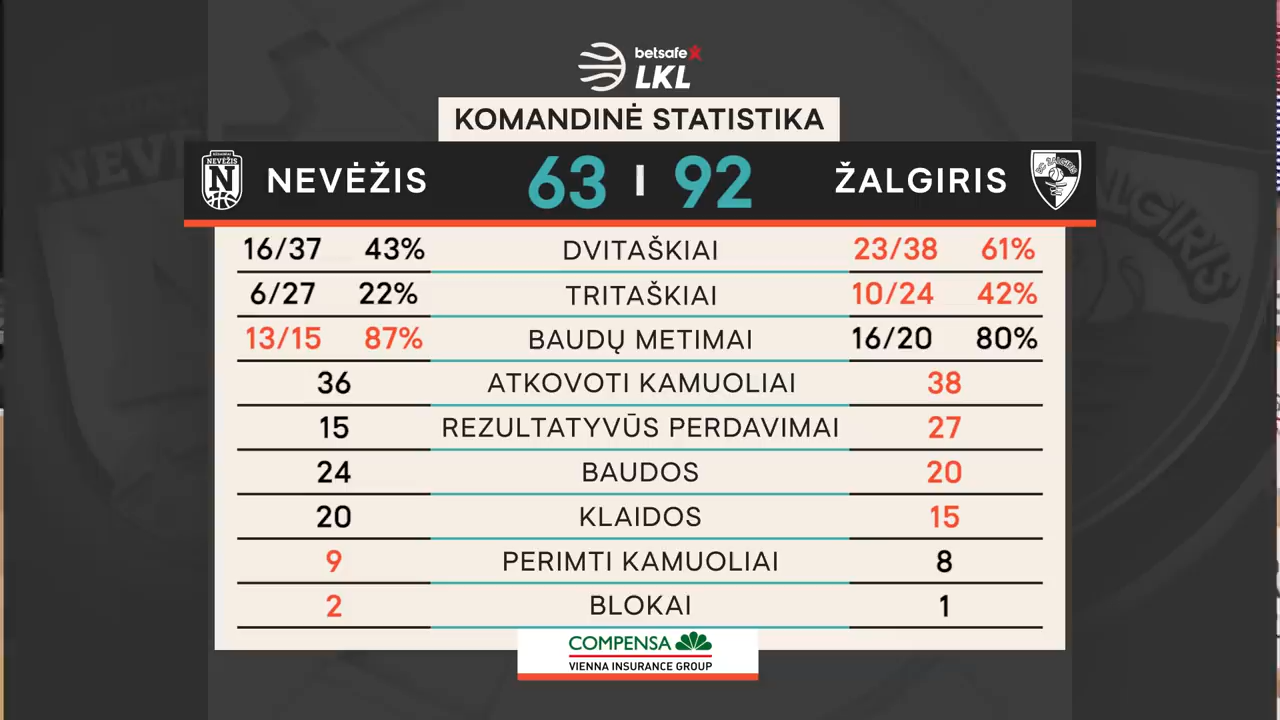 betsafe
LKL
KOMANDINĖ STATISTIKA
NEVĖŽIS 63 | 92 ŽALGIRIS
16/37 43% DVITAŠKIAI 23/38 61%
6/27 22% TRITAŠKIAI 10/24 42%
13/15 87% BAUDŲ METIMAI 16/20 80%
36 ATKOVOTI KAMUOLIAI 38
15 REZULTATYVŪS PERDAVIMAI 27
24 BAUDOS 20
20 KLAIDOS 15
9 PERIMTI KAMUOLIAI 8
2 BLOKAI 1
COMPENSA
VIENNA INSURANCE GROUP